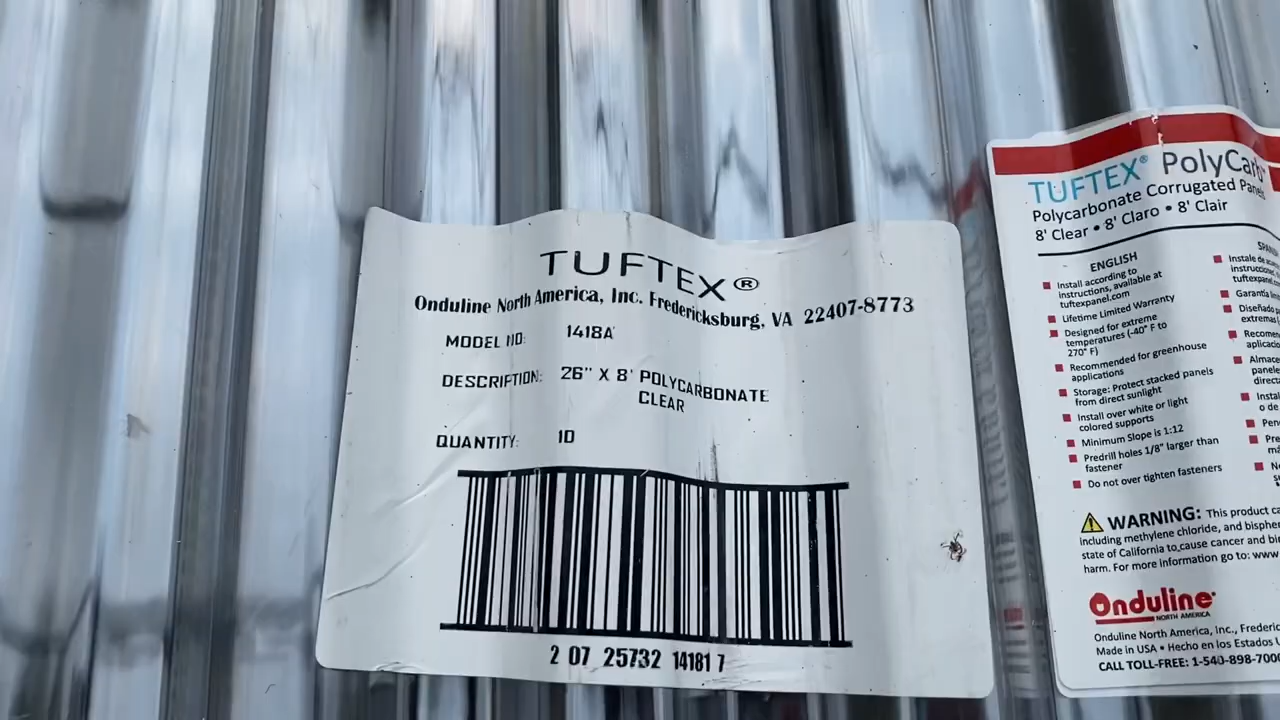 TUFTEX®
Onduline North America, Inc. Fredericksburg, VA 22407-8773
MODEL NO: 1418A
DESCRIPTION: 26" X 8' POLYCARBONATE
CLEAR
QUANTITY: 10
2 07 25732 14181 7
TUFTEX® PolyCarb
Polycarbonate Corrugated Panels
8' Clear • 8' Claro • 8' Clair
ENGLISH
Install according to
instructions, available at
tuftexpanel.com
Lifetime Limited Warranty
Designed for extreme
temperatures (-40° F to
270° F)
Recommended for greenhouse
applications
Storage: Protect stacked panels
from direct sunlight
Install over white or light
colored supports
Minimum Slope is 1:12
Predrill holes 1/8" larger than
fastener
Do not over tighten fasteners
Instale de
tuftexpanel
Garantía
Diseñado
WARNING: This product
including methylene chloride, and
state of California to cause cancer and
harm. For more information go to: www
Onduline®
NORTH AMERICA
Onduline North America, Inc.,
Made in USA • Hecho en los Estados
CALL TOLL-FREE: 1-540-898-700